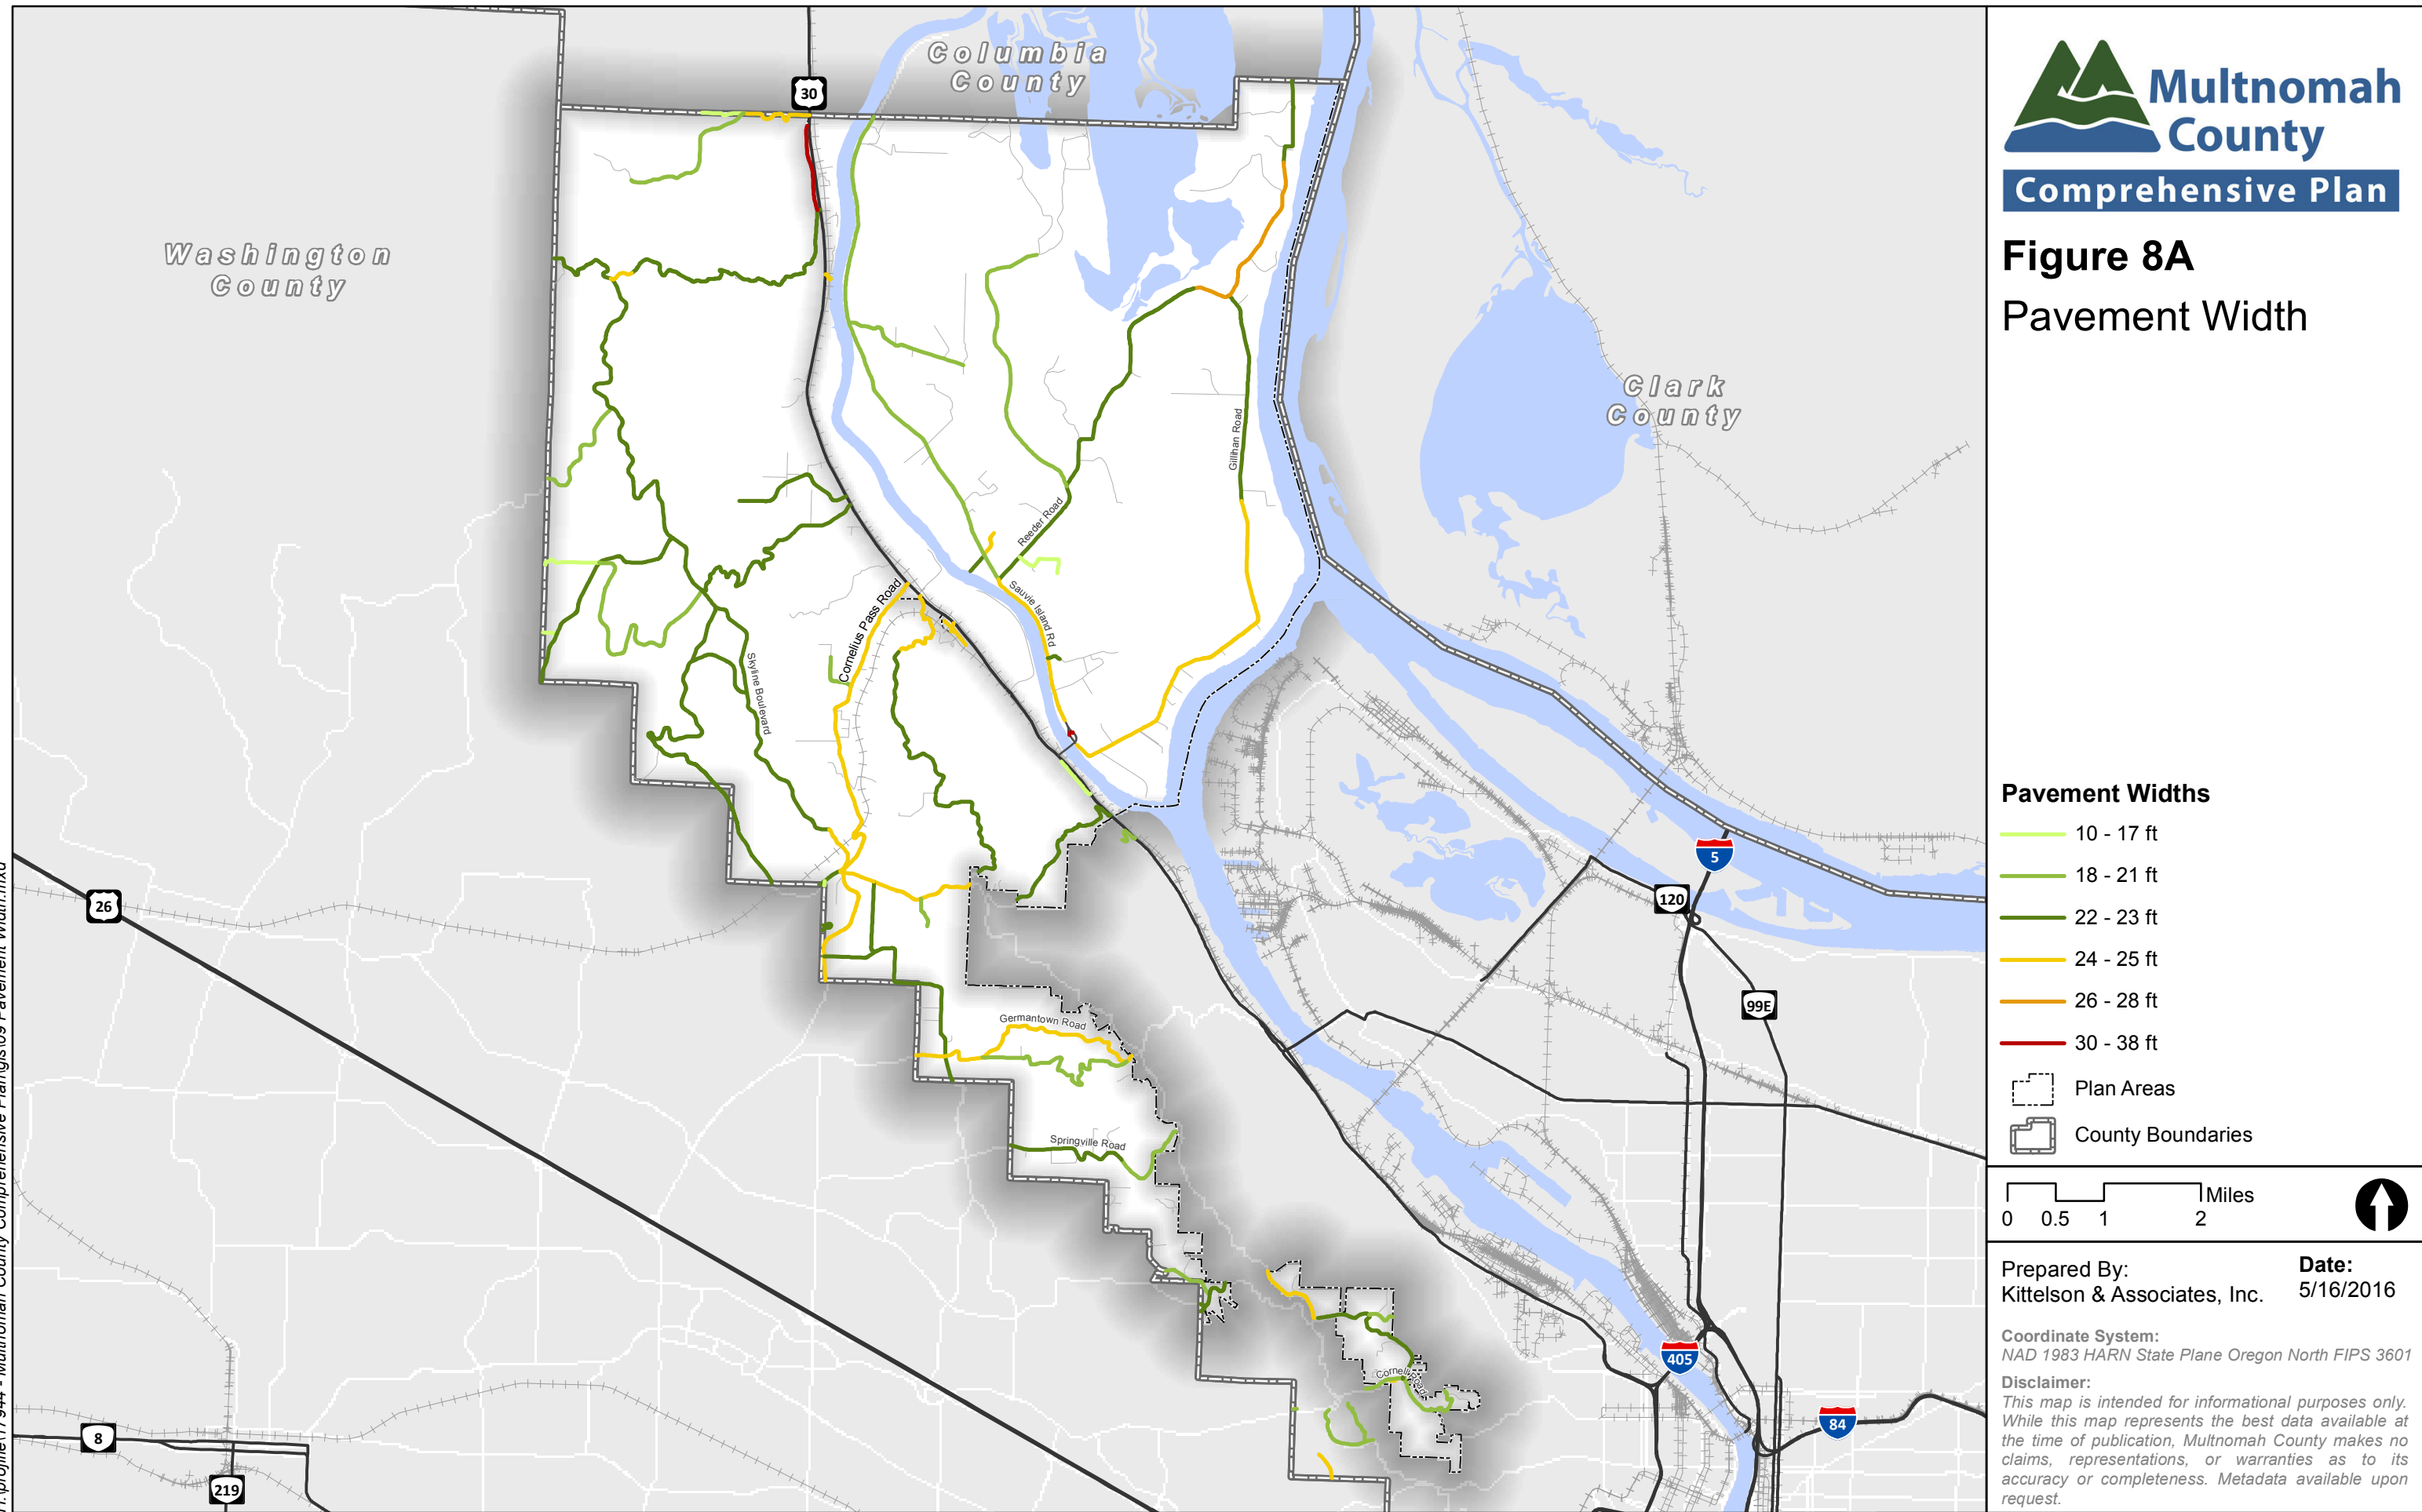 Columbia
County
30
Washington
County
Clark
County
Gillihan Road
Reeder Road
Sauvie Island Rd
Cornelius Pass Road
Skyline Boulevard
5
120
26
99E
Germantown Road
Springville Road
Cornell Road
405
84
8
219
Multnomah
County
Comprehensive Plan
Figure 8A
Pavement Width
Pavement Widths
10 - 17 ft
18 - 21 ft
22 - 23 ft
24 - 25 ft
26 - 28 ft
30 - 38 ft
Plan Areas
County Boundaries
Miles
0 0.5 1 2
Prepared By:
Kittelson & Associates, Inc.
Date:
5/16/2016
Coordinate System:
NAD 1983 HARN State Plane Oregon North FIPS 3601
Disclaimer:
This map is intended for informational purposes only.
While this map represents the best data available at
the time of publication, Multnomah County makes no
claims, representations, or warranties as to its
accuracy or completeness. Metadata available upon
request.